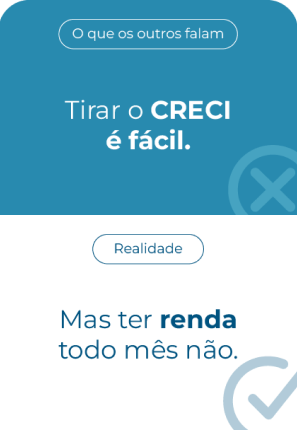 O que os outros falam
Tirar o CRECI
é fácil.
Realidade
Mas ter renda
todo mês não.